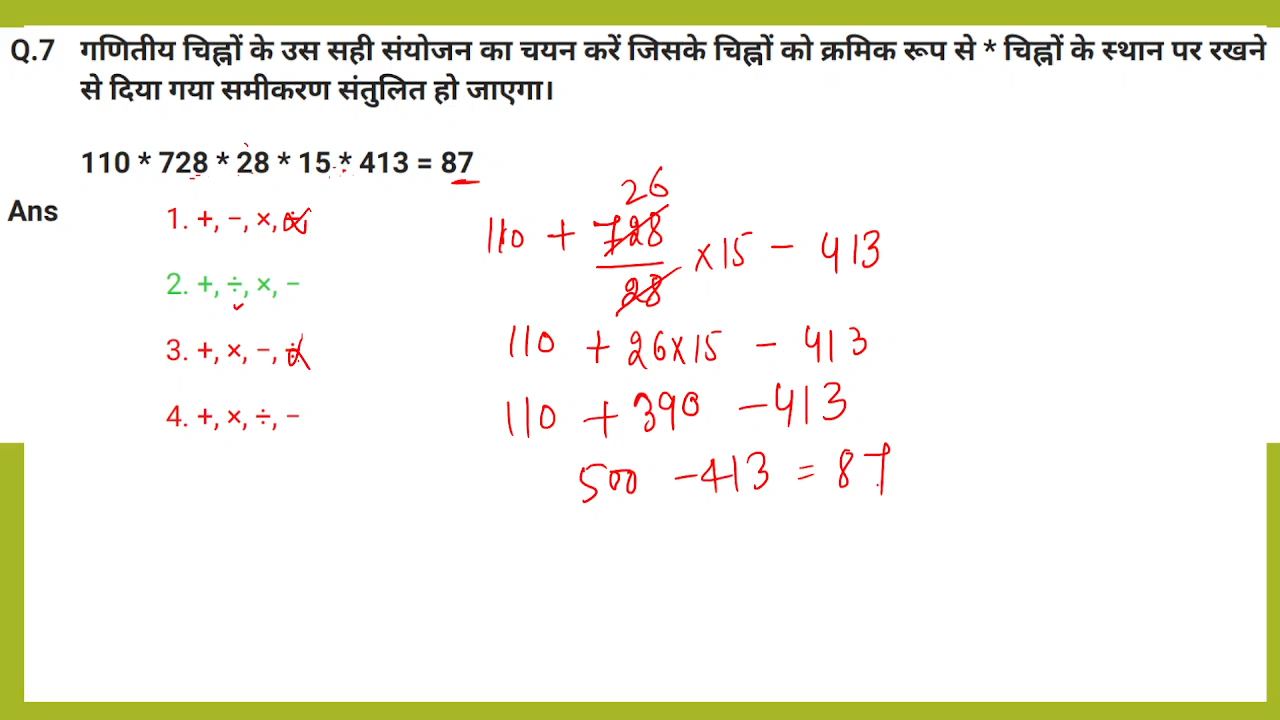 Q.7 गणितीय चिह्नों के उस सही संयोजन का चयन करें जिसके चिह्नों को क्रमिक रूप से * चिह्नों के स्थान पर रखने
से दिया गया समीकरण संतुलित हो जाएगा।
110 * 728 * 28 * 15 * 413 = 87
Ans
1. +, −, ×, ÷
2. +, ÷, ×, −
3. +, ×, −, ÷
4. +, ×, ÷, −
26
110 + 728
28 × 15 − 413
110 + 26 × 15 − 413
110 + 390 − 413
500 − 413 = 87